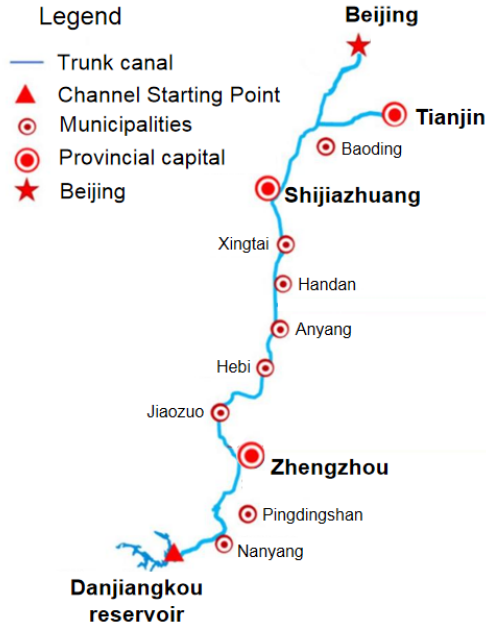 Legend
Trunk canal
Channel Starting Point
Municipalities
Provincial capital
Beijing
Beijing
Tianjin
Baoding
Shijiazhuang
Xingtai
Handan
Anyang
Hebi
Jiaozuo
Zhengzhou
Pingdingshan
Nanyang
Danjiangkou
reservoir